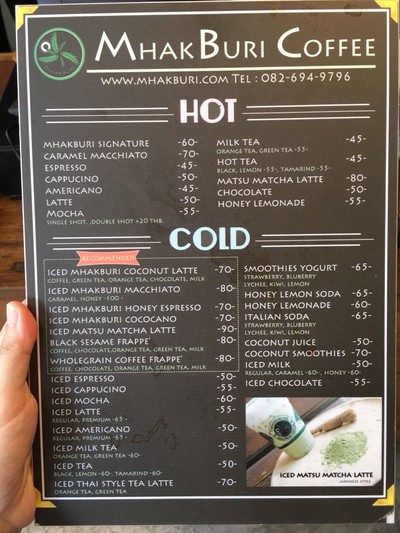 MHAKBURI COFFEE
WWW.MHAKBURI.COM TEL : 082-694-9796
HOT
MHAKBURI SIGNATURE -60-
CARAMEL MACCHIATO -70-
ESPRESSO -45-
CAPPUCINO -50-
AMERICANO -45-
LATTE -50-
MOCHA -55-
SINGLE SHOT, ,DOUBLE SHOT +20 THB.
MILK TEA -45-
ORANGE TEA, GREEN TEA -55-
HOT TEA -45-
BLACK, LEMON -55-, TAMARIND -55-
MATSU MATCHA LATTE -80-
CHOCOLATE -50-
HONEY LEMONADE -55-
COLD
RECOMMENDED
ICED MHAKBURI COCONUT LATTE -70-
COFFEE, GREEN TEA, ORANGE TEA, CHOCOLATE, MILK
ICED MHAKBURI MACCHIATO -80-
CARAMEL, HONEY -100 -
ICED MHAKBURI HONEY ESPRESSO -70-
ICED MHAKBURI COCOCANO -70-
ICED MATSU MATCHA LATTE -90-
BLACK SESAME FRAPPE' -80-
COFFEE, CHOCOLATE,ORANGE TEA, GREEN TEA, MILK
WHOLEGRAIN COFFEE FRAPPE' -80-
COFFEE, CHOCOLATE, ORANGE TEA, GREEN TEA, MILK
ICED ESPRESSO -50-
ICED CAPPUCINO -55-
ICED MOCHA -60-
ICED LATTE -55-
REGULAR, PREMIUM -65 -
ICED AMERICANO -50-
REGULAR, PREMIUM -65 -
ICED MILK TEA -50-
ORANGE TEA, GREEN TEA -60-
ICED TEA -50-
BLACK, LEMON -60-, TAMARIND -60-
ICED THAI STYLE TEA LATTE -70-
ORANGE TEA, GREEN TEA
SMOOTHIES YOGURT -65-
STRAWBERRY, BLUBERRY
LYCHEE, KIWI, LEMON
HONEY LEMON SODA -65-
HONEY LEMONADE -60-
ITALIAN SODA -65-
STRAWBERRY, BLUBERRY
LYCHEE, KIWI, LEMON
COCONUT JUICE -50-
COCONUT SMOOTHIES -70-
ICED MILK -50-
REGULAR, CARAMEL -60-, HONEY -60-
ICED CHOCOLATE -55-
ICED MATSU MATCHA LATTE
JAPANESE STYLE